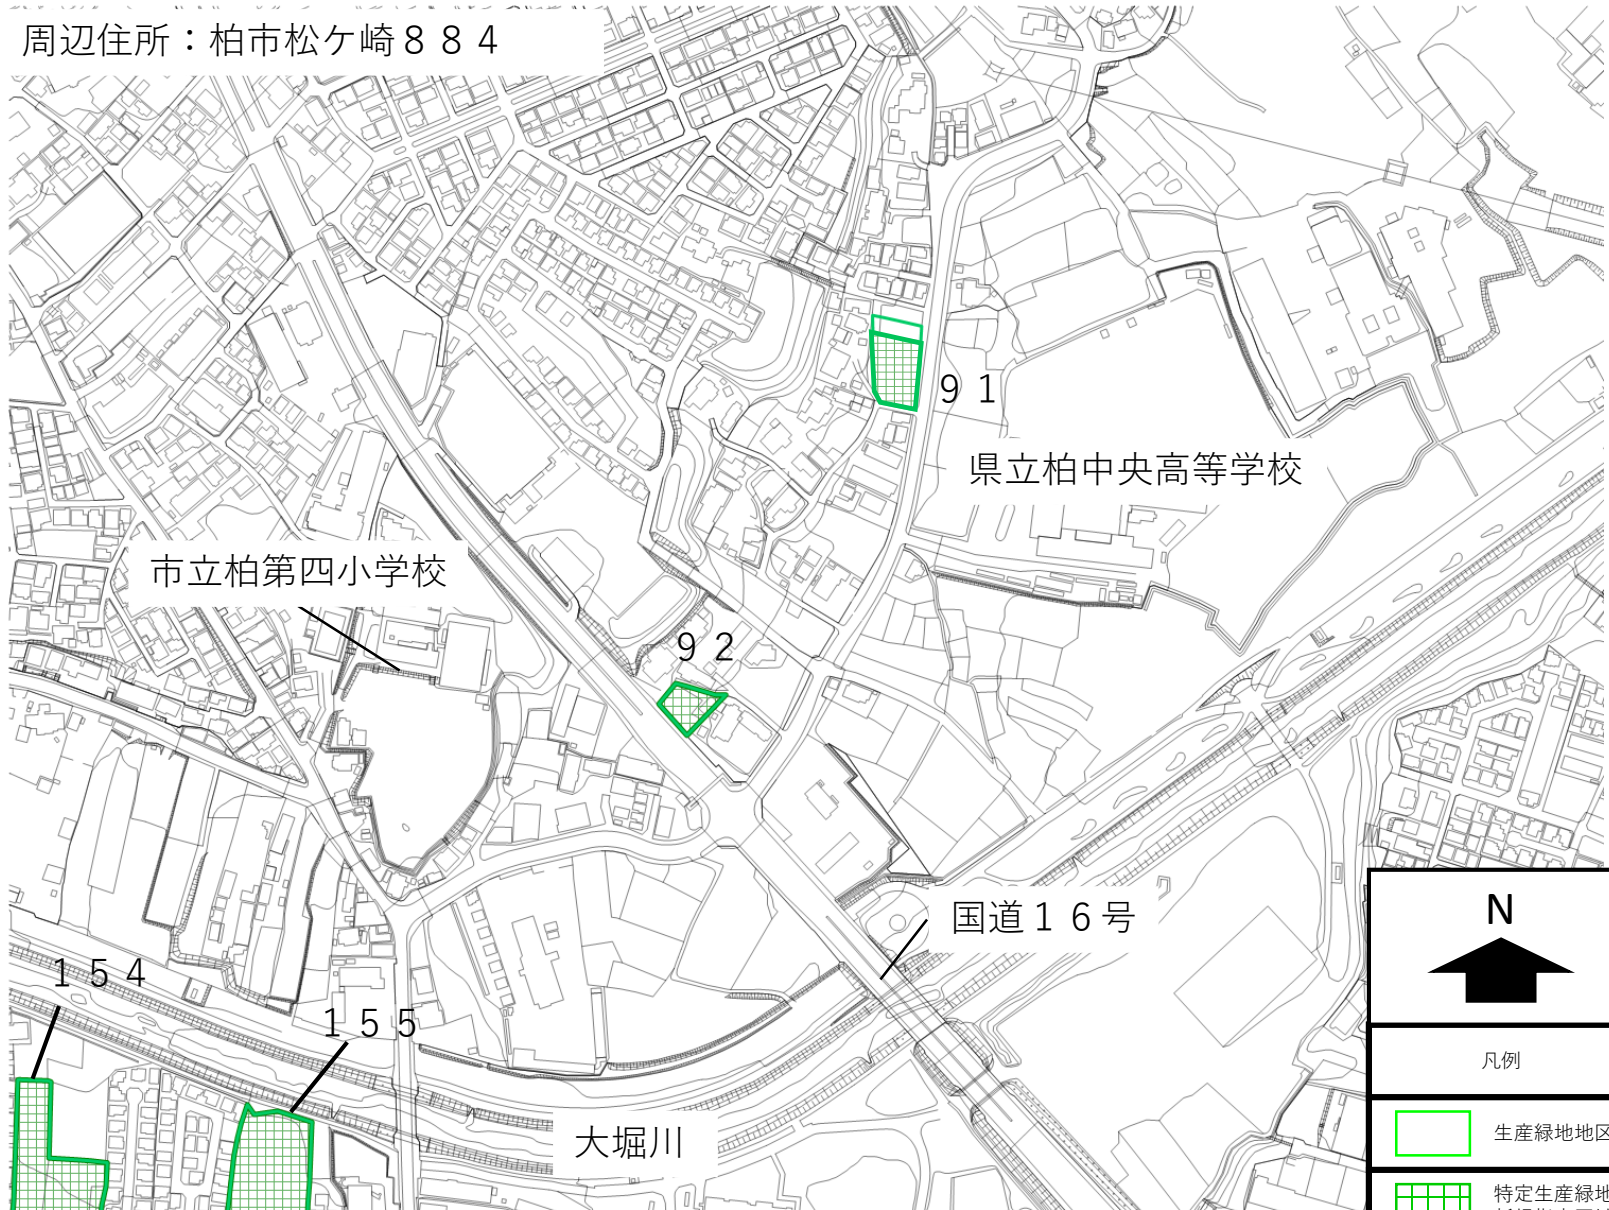 周辺住所：柏市松ケ崎８８４
９１
県立柏中央高等学校
市立柏第四小学校
９２
国道１６号
N
１５４
１５５
凡例
大堀川
生産緑地地区
特定生産緑地